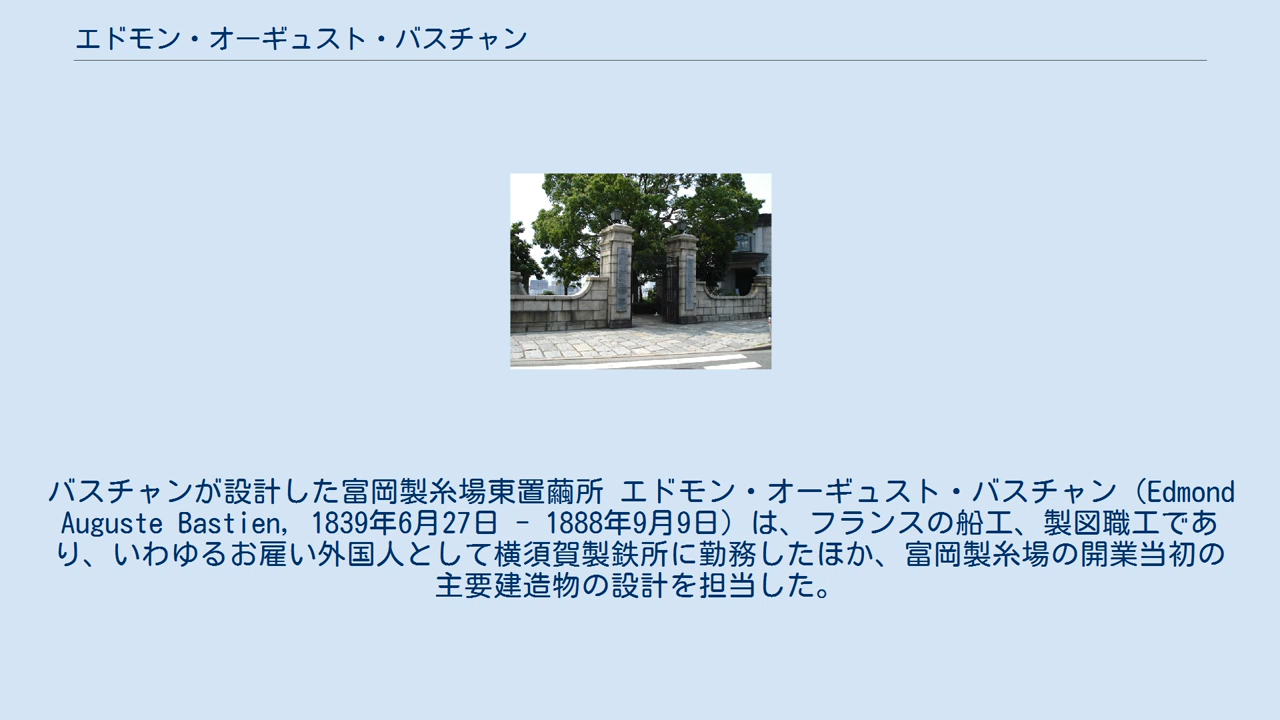 エドモン・オーギュスト・バスチャン
バスチャンが設計した富岡製糸場東置繭所 エドモン・オーギュスト・バスチャン（Edmond
Auguste Bastien, 1839年6月27日 - 1888年9月9日）は、フランスの船工、製図職工であ
り、いわゆるお雇い外国人として横須賀製鉄所に勤務したほか、富岡製糸場の開業当初の
主要建造物の設計を担当した。